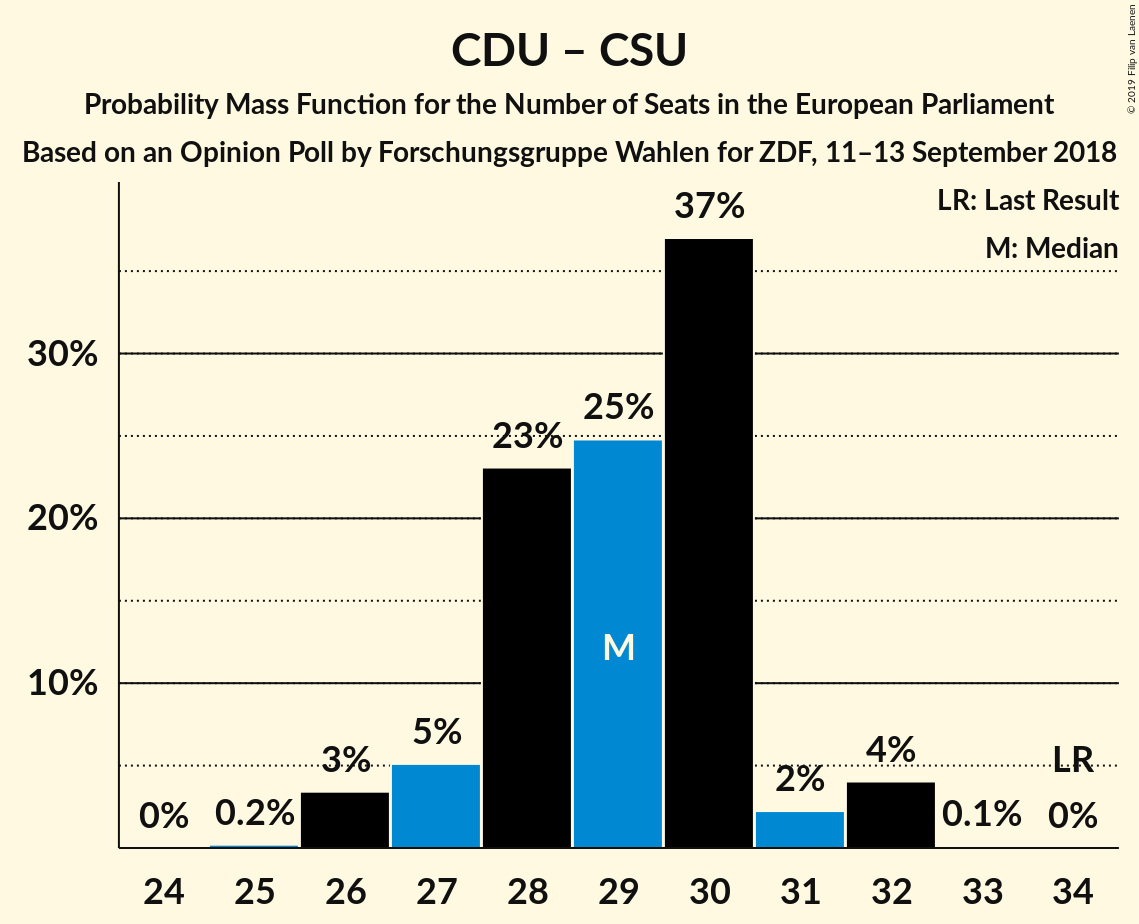 CDU – CSU
Probability Mass Function for the Number of Seats in the European Parliament
Based on an Opinion Poll by Forschungsgruppe Wahlen for ZDF, 11–13 September 2018
© 2019 Filip van Laenen
LR: Last Result
M: Median
37%
30%
25%
23%
20%
M
10%
5%
3%
4%
2%
LR
0%
0.2%
0.1%
0%
24 25 26 27 28 29 30 31 32 33 34